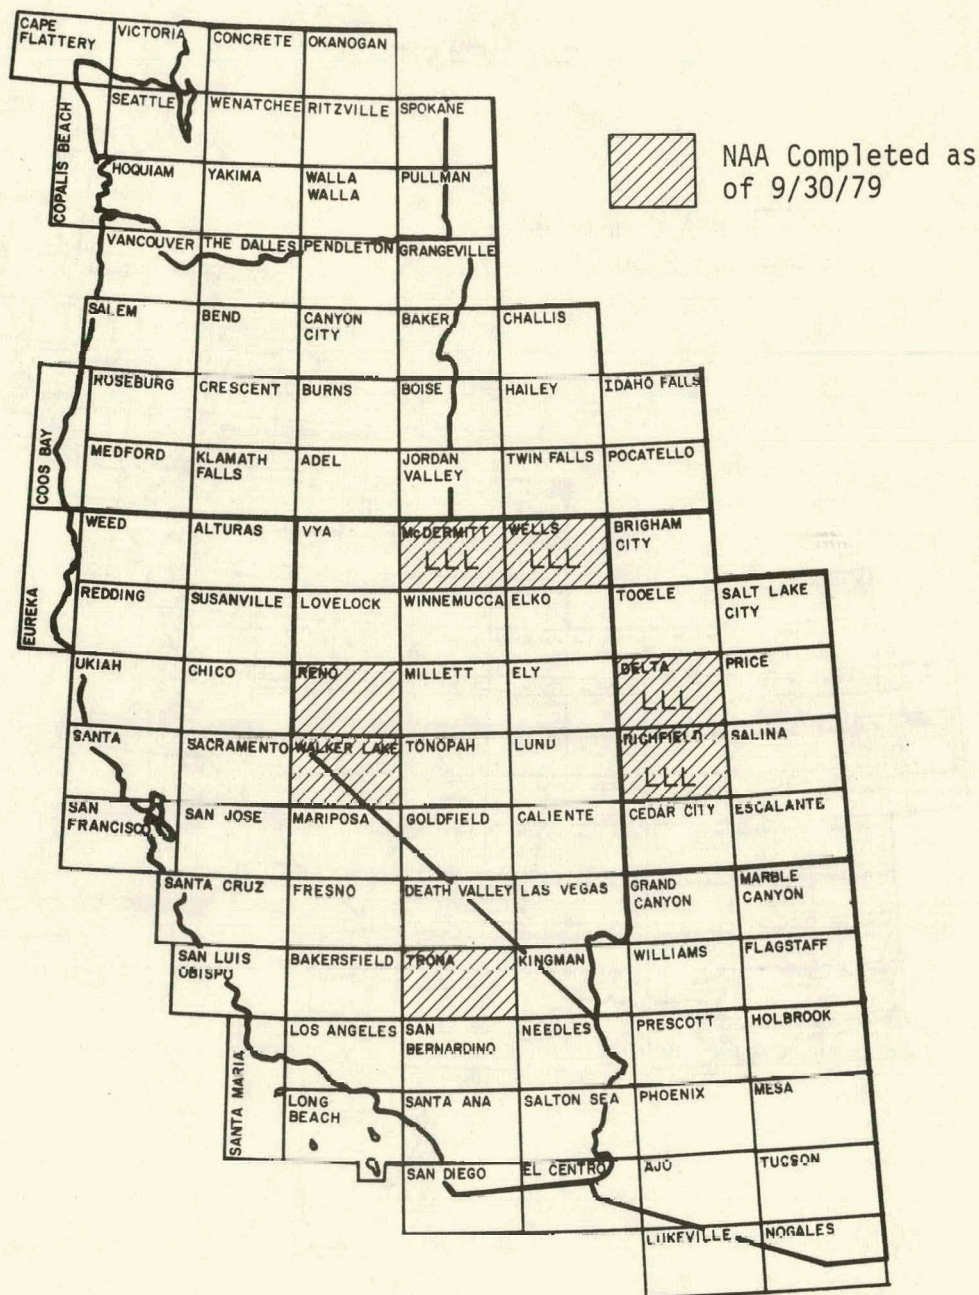 CAPE
FLATTERY
VICTORIA
CONCRETE
OKANOGAN
COPALIS BEACH
SEATTLE
WENATCHEE
RITZVILLE
SPOKANE
NAA Completed as
of 9/30/79
HOQUIAM
YAKIMA
WALLA
WALLA
PULLMAN
VANCOUVER
THE DALLES
PENDLETON
GRANGEVILLE
SALEM
BEND
CANYON
CITY
BAKER
CHALLIS
COOS BAY
ROSEBURG
CRESCENT
BURNS
BOISE
HAILEY
IDAHO FALLS
MEDFORD
KLAMATH
FALLS
ADEL
JORDAN
VALLEY
TWIN FALLS
POCATELLO
EUREKA
WEED
ALTURAS
VYA
McDERMITT
LLL
WELLS
LLL
BRIGHAM
CITY
REDDING
SUSANVILLE
LOVELOCK
WINNEMUCCA
ELKO
TOOELE
SALT LAKE
CITY
UKIAH
CHICO
RENO
MILLETT
ELY
DELTA
LLL
PRICE
SANTA
SACRAMENTO
WALKER LAKE
TONOPAH
LUND
RICHFIELD
LLL
SALINA
SAN
FRANCISCO
SAN JOSE
MARIPOSA
GOLDFIELD
CALIENTE
CEDAR CITY
ESCALANTE
SANTA CRUZ
FRESNO
DEATH VALLEY
LAS VEGAS
GRAND
CANYON
MARBLE
CANYON
SAN LUIS
OBISPO
BAKERSFIELD
TRONA
KINGMAN
WILLIAMS
FLAGSTAFF
SANTA MARIA
LOS ANGELES
SAN
BERNARDINO
NEEDLES
PRESCOTT
HOLBROOK
LONG
BEACH
SANTA ANA
SALTON SEA
PHOENIX
MESA
SAN DIEGO
EL CENTRO
AJO
TUCSON
LUKEVILLE
NOGALES